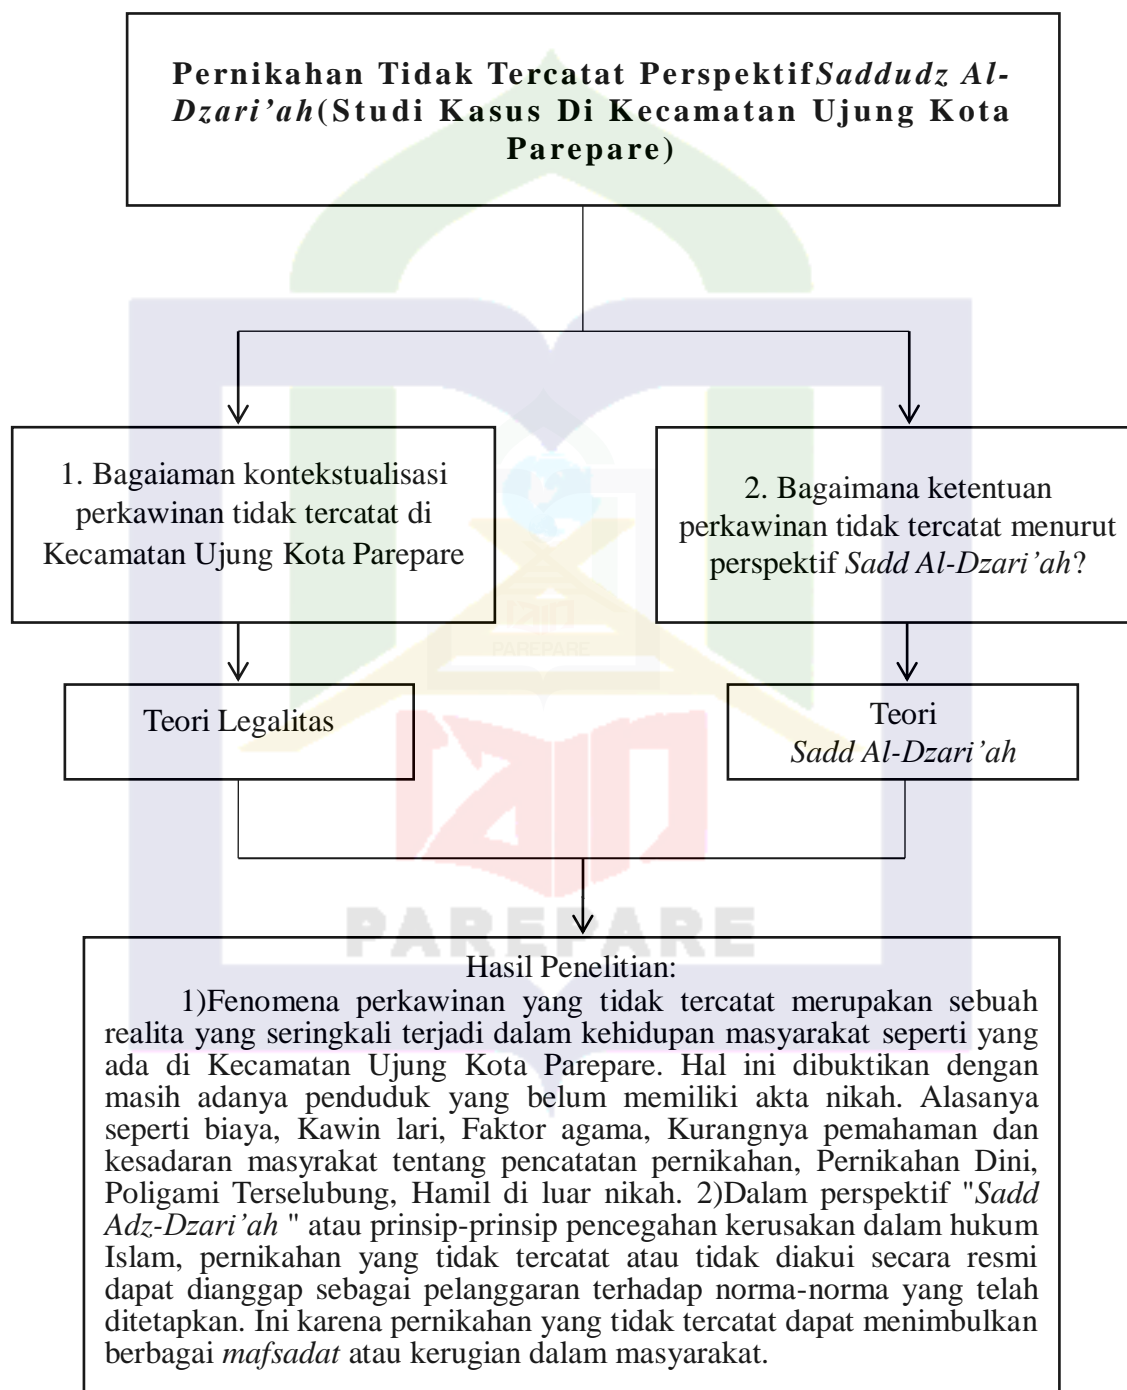 Pernikahan Tidak Tercatat PerspektifSaddudz Al-
Dzari’ah(Studi Kasus Di Kecamatan Ujung Kota
Parepare)
1. Bagaiaman kontekstualisasi
perkawinan tidak tercatat di
Kecamatan Ujung Kota Parepare
2. Bagaimana ketentuan
perkawinan tidak tercatat menurut
perspektif Sadd Al-Dzari’ah?
PAREPARE
Teori Legalitas
Teori
Sadd Al-Dzari’ah
PAREPARE
Hasil Penelitian:
1)Fenomena perkawinan yang tidak tercatat merupakan sebuah
realita yang seringkali terjadi dalam kehidupan masyarakat seperti yang
ada di Kecamatan Ujung Kota Parepare. Hal ini dibuktikan dengan
masih adanya penduduk yang belum memiliki akta nikah. Alasanya
seperti biaya, Kawin lari, Faktor agama, Kurangnya pemahaman dan
kesadaran masyrakat tentang pencatatan pernikahan, Pernikahan Dini,
Poligami Terselubung, Hamil di luar nikah. 2)Dalam perspektif "Sadd
Adz-Dzari’ah " atau prinsip-prinsip pencegahan kerusakan dalam hukum
Islam, pernikahan yang tidak tercatat atau tidak diakui secara resmi
dapat dianggap sebagai pelanggaran terhadap norma-norma yang telah
ditetapkan. Ini karena pernikahan yang tidak tercatat dapat menimbulkan
berbagai mafsadat atau kerugian dalam masyarakat.